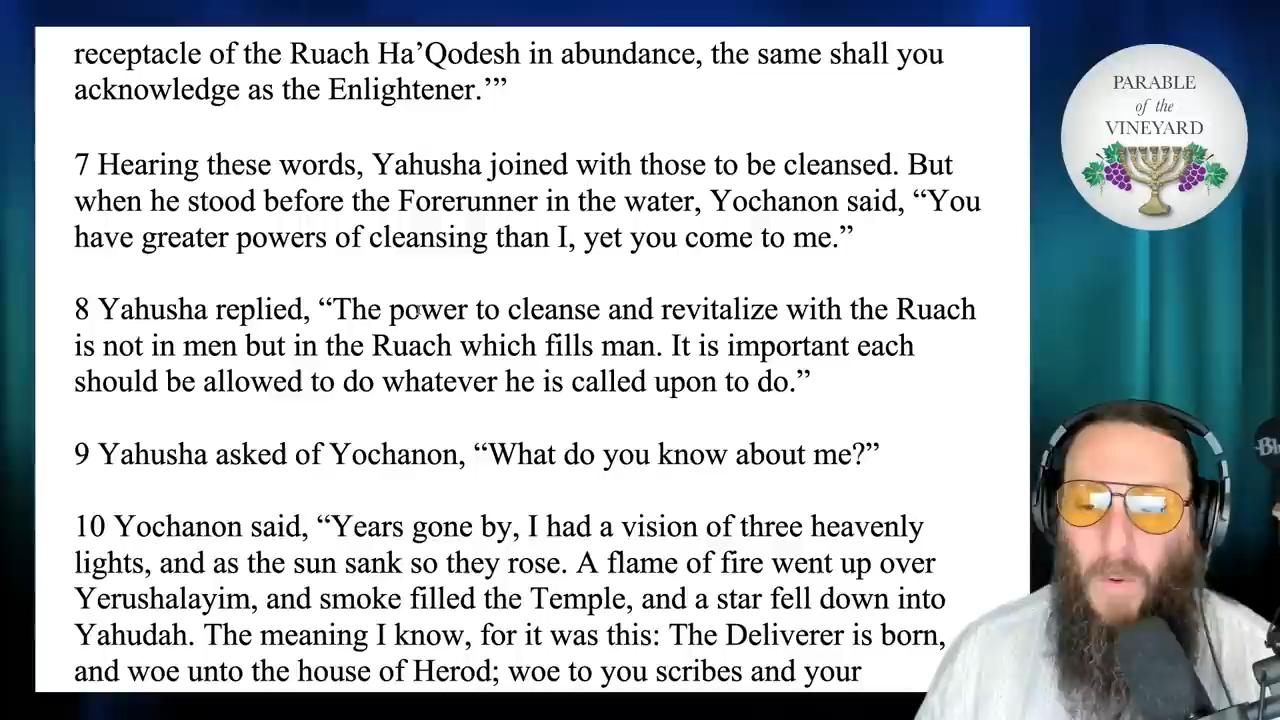 receptacle of the Ruach Ha’Qodesh in abundance, the same shall you
acknowledge as the Enlightener.’”
7 Hearing these words, Yahusha joined with those to be cleansed. But
when he stood before the Forerunner in the water, Yochanon said, “You
have greater powers of cleansing than I, yet you come to me.”
8 Yahusha replied, “The power to cleanse and revitalize with the Ruach
is not in men but in the Ruach which fills man. It is important each
should be allowed to do whatever he is called upon to do.”
9 Yahusha asked of Yochanon, “What do you know about me?”
10 Yochanon said, “Years gone by, I had a vision of three heavenly
lights, and as the sun sank so they rose. A flame of fire went up over
Yerushalayim, and smoke filled the Temple, and a star fell down into
Yahudah. The meaning I know, for it was this: The Deliverer is born,
and woe unto the house of Herod; woe to you scribes and your
PARABLE
of the
VINEYARD